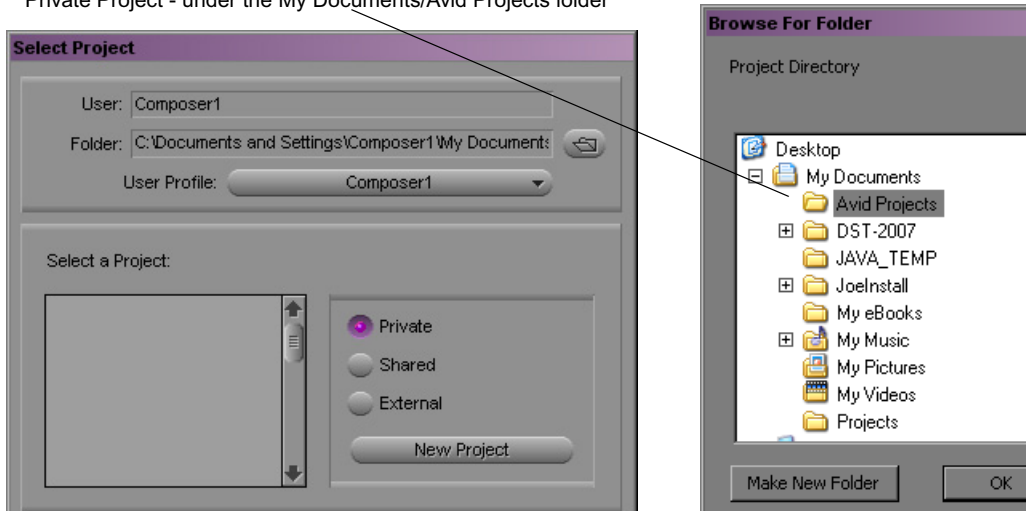 Private Project - under the My Documents/Avid Projects folder
Select Project
User: Composer1
Folder: C:\Documents and Settings\Composer1\My Documents
User Profile: Composer1
Select a Project:
Private
Shared
External
New Project
Browse For Folder
Project Directory
Desktop
My Documents
Avid Projects
DST-2007
JAVA_TEMP
JoeInstall
My eBooks
My Music
My Pictures
My Videos
Projects
Make New Folder
OK